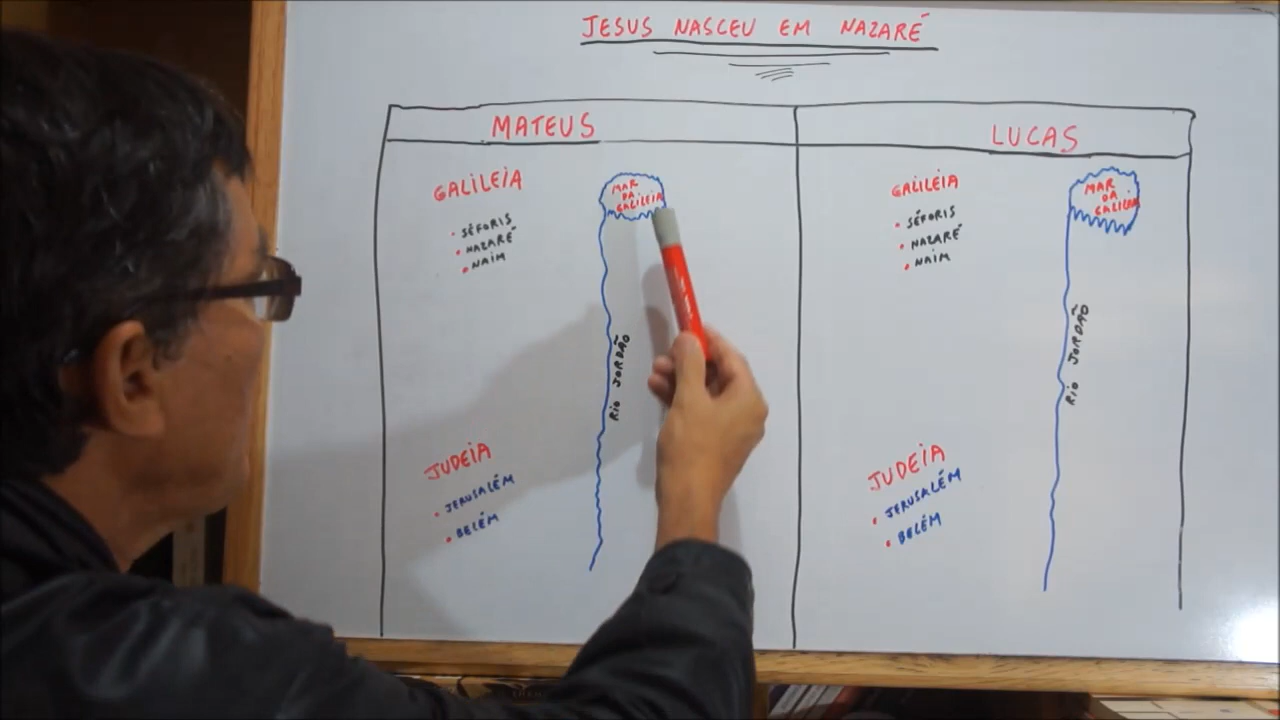 JESUS NASCEU EM NAZARÉ
MATEUS
GALILEIA
• SÉFORIS
• NAZARÉ
• NAIM
MAR
DA
GALILEIA
RIO JORDÃO
JUDEIA
• JERUSALÉM
• BELÉM
LUCAS
GALILEIA
• SÉFORIS
• NAZARÉ
• NAIM
MAR
DA
GALILEIA
RIO JORDÃO
JUDEIA
• JERUSALÉM
• BELÉM